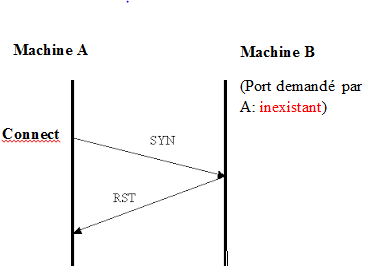 Machine A
Machine B
(Port demandé par
A: inexistant)
Connect
SYN
RST